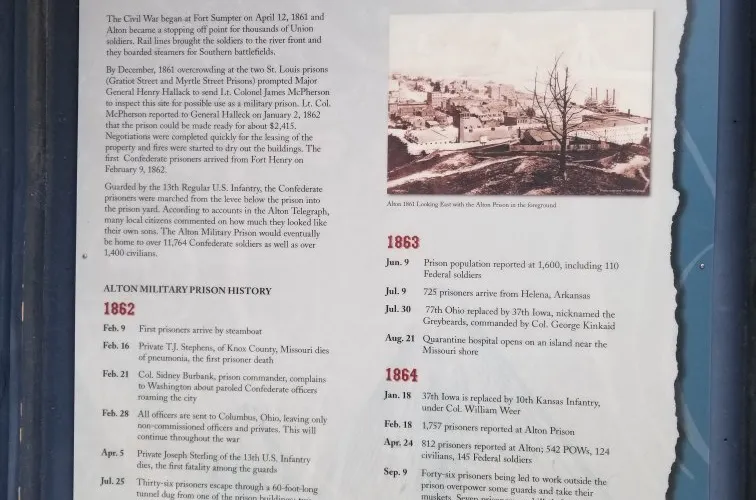 The Civil War began at Fort Sumpter on April 12, 1861 and
Alton became a stopping off point for thousands of Union
soldiers. Rail lines brought the soldiers to the river front and
they boarded steamers for Southern battlefields.
By December, 1861 overcrowding at the two St. Louis prisons
(Gratiot Street and Myrtle Street Prisons) prompted Major
General Henry Hallack to send Lt. Colonel James McPherson
to inspect this site for possible use as a military prison. Lt. Col.
McPherson reported to General Halleck on January 2, 1862
that the prison could be made ready for about $2,415.
Negotiations were completed quickly for the leasing of the
property and fires were started to dry out the buildings. The
first Confederate prisoners arrived from Fort Henry on
February 9, 1862.
Guarded by the 13th Regular U.S. Infantry, the Confederate
prisoners were marched from the levee below the prison into
the prison yard. According to accounts in the Alton Telegraph,
many local citizens commented on how much they looked like
their own sons. The Alton Military Prison would eventually
be home to over 11,764 Confederate soldiers as well as over
1,400 civilians.
ALTON MILITARY PRISON HISTORY
1862
Feb. 9 First prisoners arrive by steamboat
Feb. 16 Private T.J. Stephens, of Knox County, Missouri dies
of pneumonia, the first prisoner death
Feb. 21 Col. Sidney Burbank, prison commander, complains
to Washington about paroled Confederate officers
roaming the city
Feb. 28 All officers are sent to Columbus, Ohio, leaving only
non-commissioned officers and privates. This will
continue throughout the war
Apr. 5 Private Joseph Sterling of the 13th U.S. Infantry
dies, the first fatality among the guards
Jul. 25 Thirty-six prisoners escape through a 60-foot-long
tunnel dug from one of the prison buildings;
Alton 1861 Looking East with the Alton Prison in the foreground
1863
Jun. 9 Prison population reported at 1,600, including 110
Federal soldiers
Jul. 9 725 prisoners arrive from Helena, Arkansas
Jul. 30 77th Ohio replaced by 37th Iowa, nicknamed the
Greybeards, commanded by Col. George Kinkaid
Aug. 21 Quarantine hospital opens on an island near the
Missouri shore
1864
Jan. 18 37th Iowa is replaced by 10th Kansas Infantry,
under Col. William Weer
Feb. 18 1,757 prisoners reported at Alton Prison
Apr. 24 812 prisoners reported at Alton; 542 POWs, 124
civilians, 145 Federal soldiers
Sep. 9 Forty-six prisoners being led to work outside the
prison overpower some guards and take their
muskets. Seven